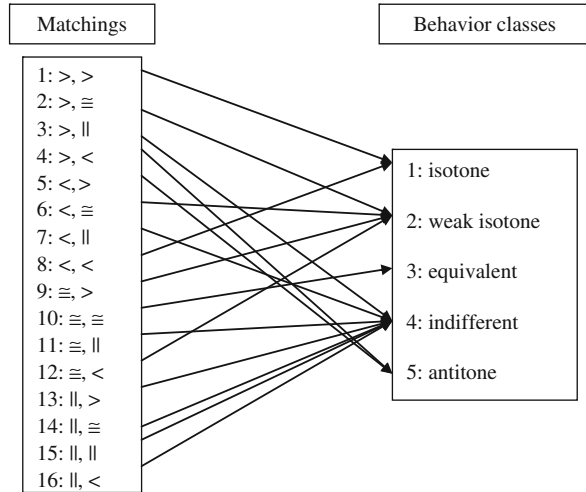 Matchings
Behavior classes
1: >, >
2: >, ≅
3: >, ||
4: >, <
5: <, >
6: <, ≅
7: <, ||
8: <, <
9: ≅, >
10: ≅, ≅
11: ≅, ||
12: ≅, <
13: ||, >
14: ||, ≅
15: ||, ||
16: ||, <
1: isotone
2: weak isotone
3: equivalent
4: indifferent
5: antitone